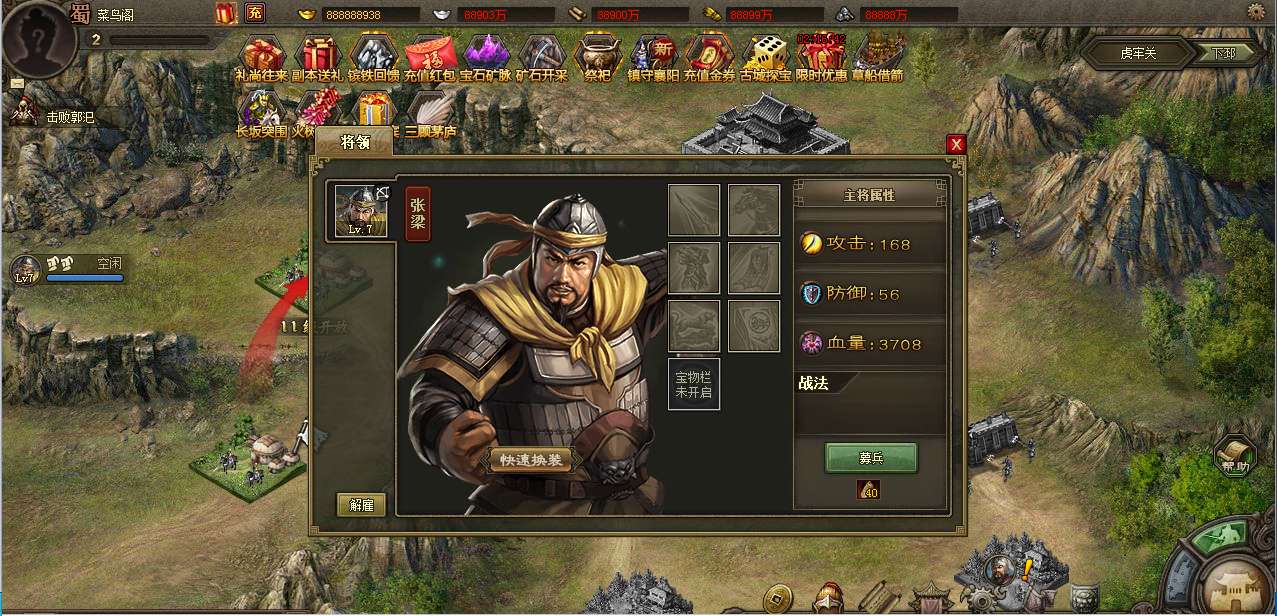 蜀 菜鸟阁
充
888888938
88903万
88900万
88899万
88888万
2
虎牢关
下邳
礼尚往来
副本送礼
镔铁回馈
充值红包
宝石矿脉
矿石开采
祭祀
新
镇守襄阳
充值金券
古城探宝
限时优惠
草船借箭
击败郭汜
长坂突围
三顾茅庐
将领
X
Lv.7
张梁
主将属性
攻击:168
防御:56
血量:3708
战法
募兵
40
宝物栏
未开启
快速换装
解雇
Lv7
空闲
11级开放
帮助